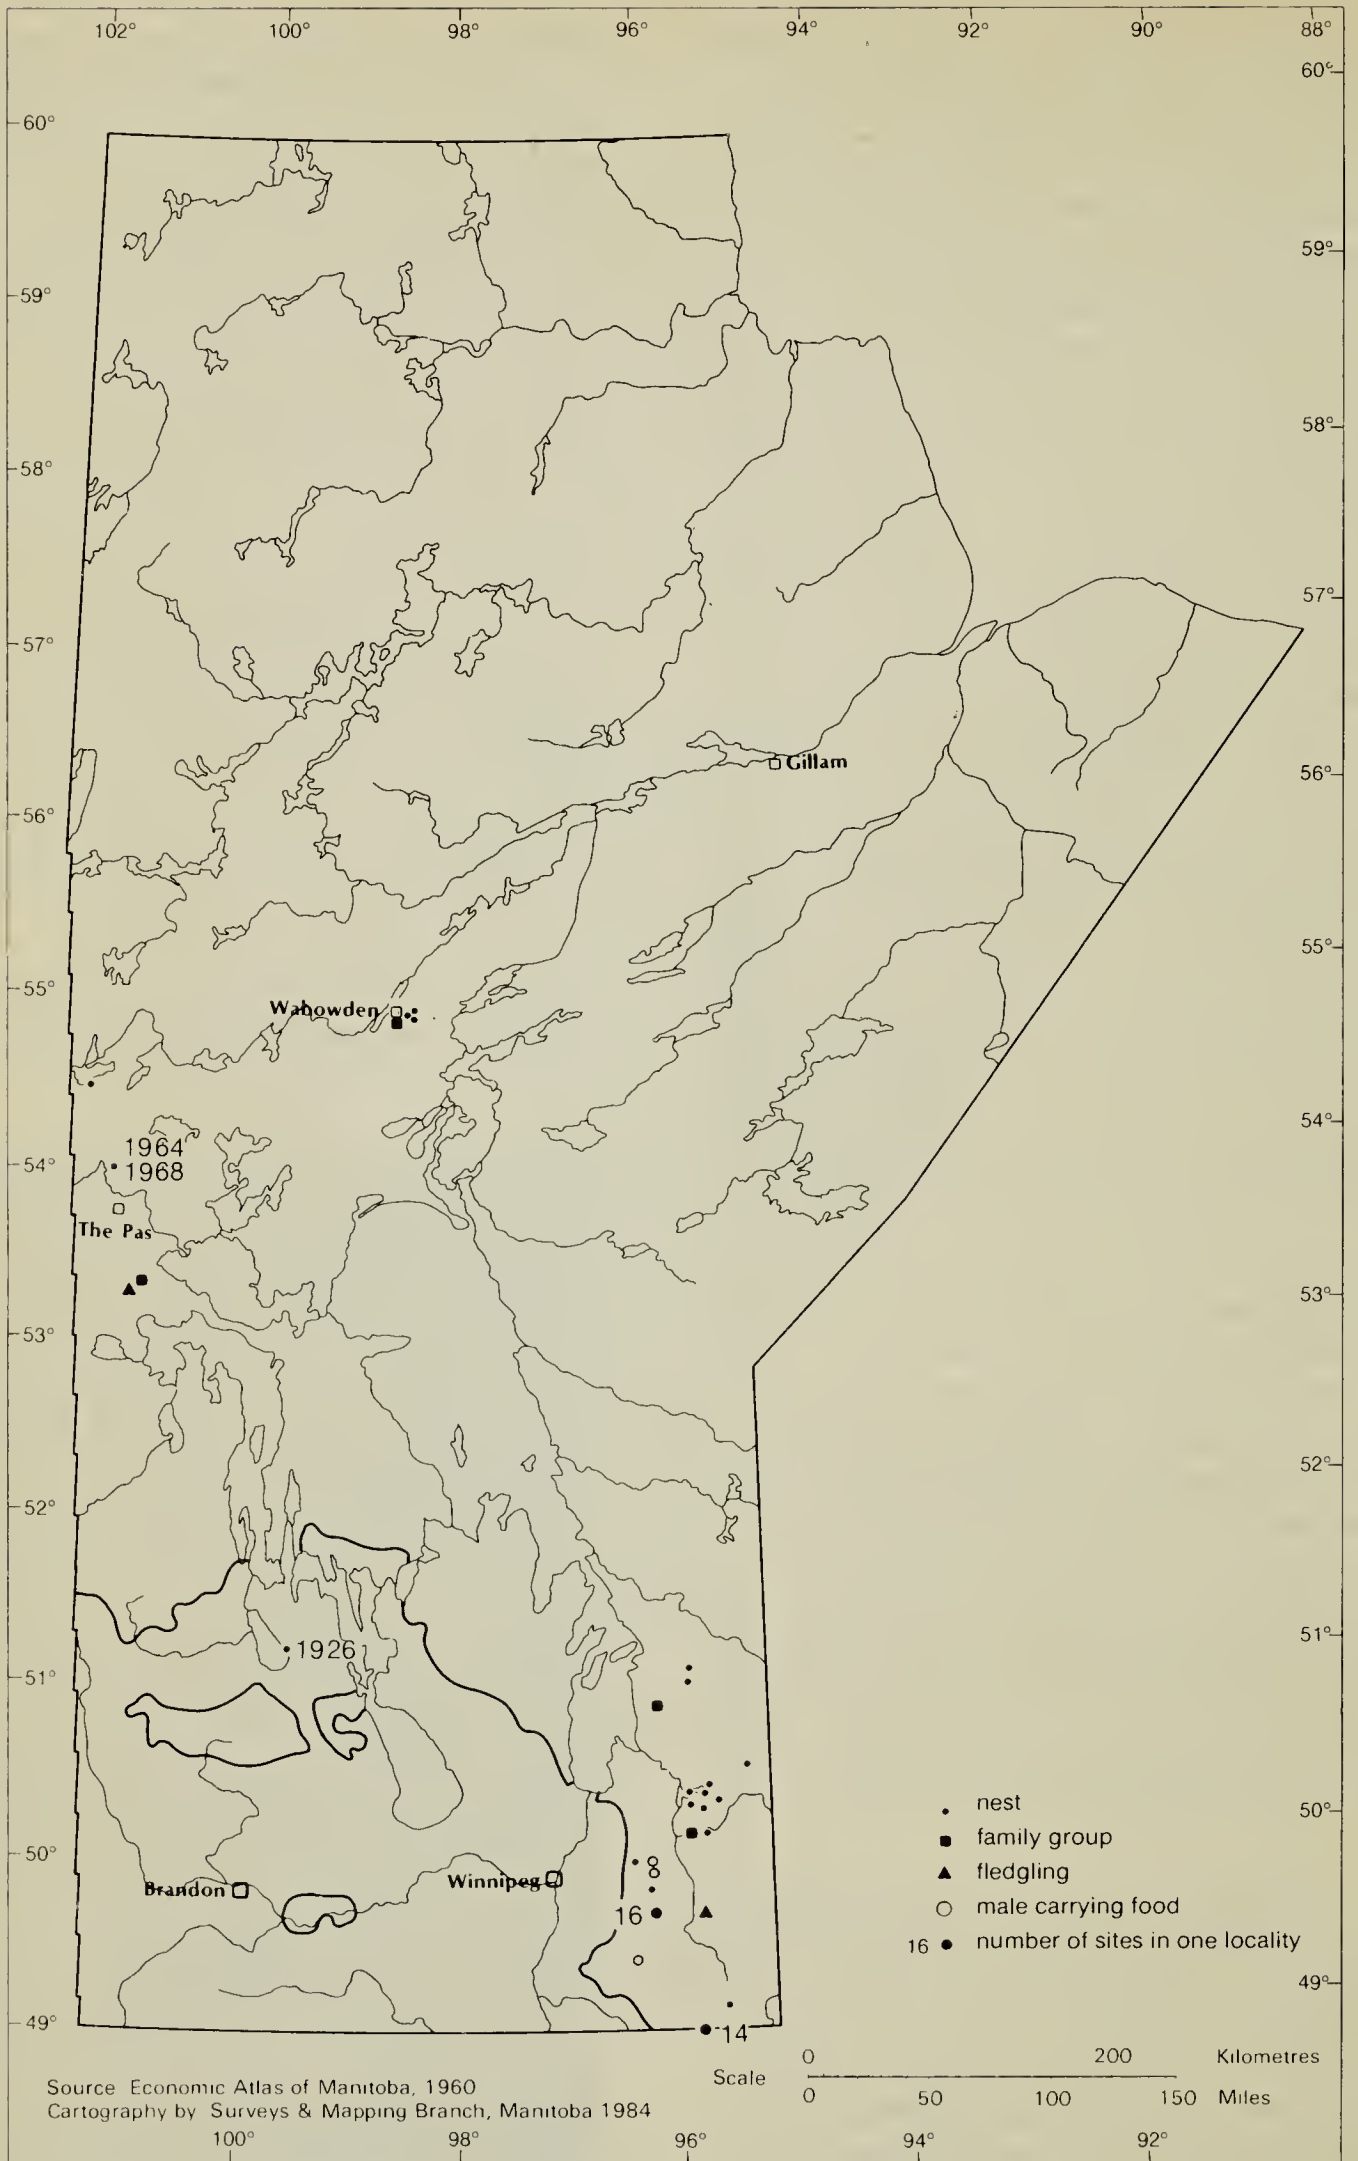 102° 100° 98° 96° 94° 92° 90° 88°
60°
60°
59°
59°
58°
58°
57°
57°
Gillam
56°
56°
55°
55°
Wabowden
54°
1964
54°
1968
The Pas
53°
53°
52°
52°
51°
1926
51°
nest
50°
family group
50°
fledgling
Winnipeg
Brandon
male carrying food
16
16 number of sites in one locality
49°
49°
14
0 200 Kilometres
Scale
0 50 100 150 Miles
Source Economic Atlas of Manitoba, 1960
Cartography by Surveys & Mapping Branch, Manitoba 1984
100° 98° 96° 94° 92°